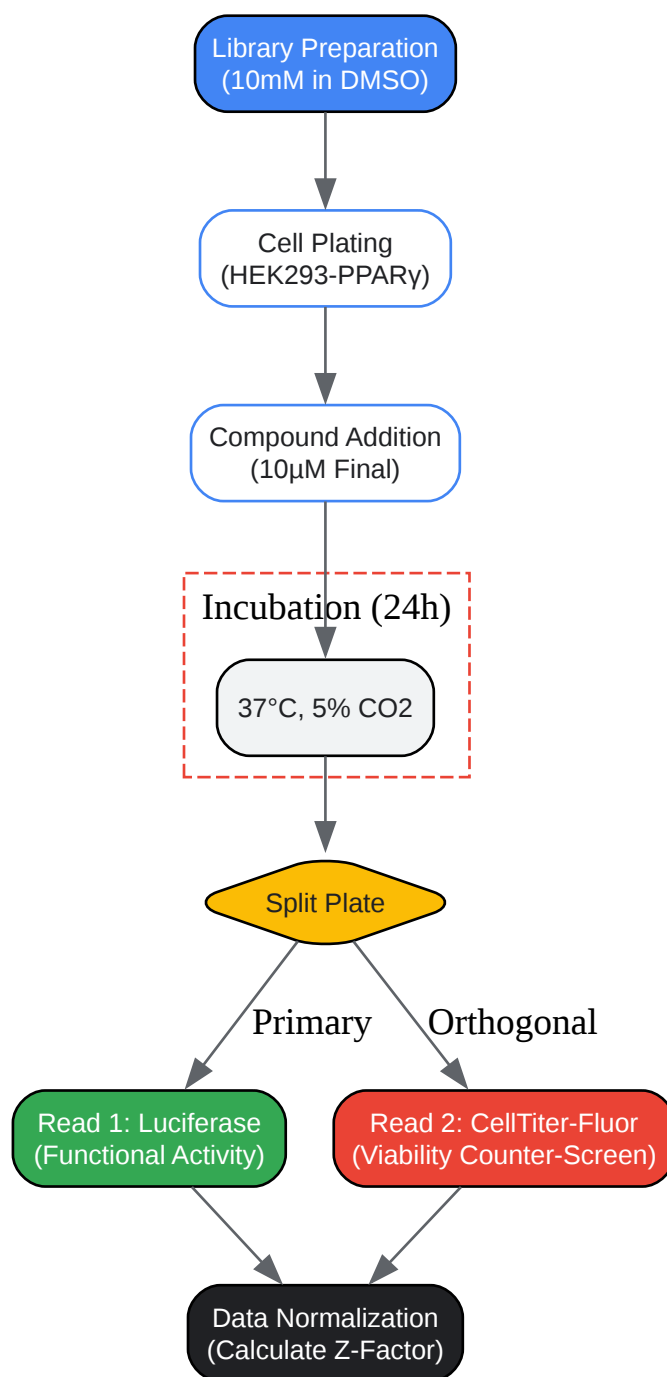 Library Preparation
(10mM in DMSO)
Cell Plating
(HEK293-PPARγ)
Compound Addition
(10µM Final)
Incubation (24h)
37°C, 5% CO2
Split Plate
Primary
Orthogonal
Read 1: Luciferase
(Functional Activity)
Read 2: CellTiter-Fluor
(Viability Counter-Screen)
Data Normalization
(Calculate Z-Factor)